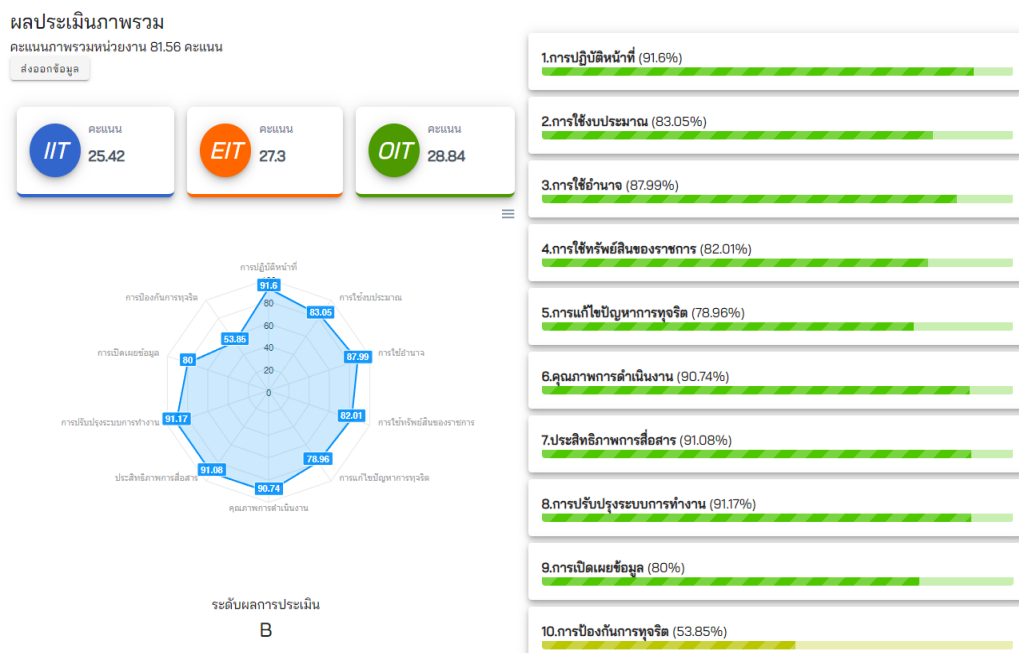 ผลประเมินภาพรวม
คะแนนภาพรวมหน่วยงาน 81.56 คะแนน
ส่งออกข้อมูล
IIT
คะแนน
25.42
EIT
คะแนน
27.3
OIT
คะแนน
28.84
การปฏิบัติหน้าที่
91.6
การป้องกันการทุจริต
การใช้งบประมาณ
80
83.05
60
53.85
40
การเปิดเผยข้อมูล
80
87.99
การใช้อำนาจ
20
0
การปรับปรุงระบบการทำงาน
91.17
82.01
การใช้ทรัพย์สินของราชการ
78.96
ประสิทธิภาพการสื่อสาร
91.08
การแก้ไขปัญหาการทุจริต
90.74
คุณภาพการดำเนินงาน
ระดับผลการประเมิน
B
1.การปฏิบัติหน้าที่ (91.6%)
2.การใช้งบประมาณ (83.05%)
3.การใช้อำนาจ (87.99%)
4.การใช้ทรัพย์สินของราชการ (82.01%)
5.การแก้ไขปัญหาการทุจริต (78.96%)
6.คุณภาพการดำเนินงาน (90.74%)
7.ประสิทธิภาพการสื่อสาร (91.08%)
8.การปรับปรุงระบบการทำงาน (91.17%)
9.การเปิดเผยข้อมูล (80%)
10.การป้องกันการทุจริต (53.85%)